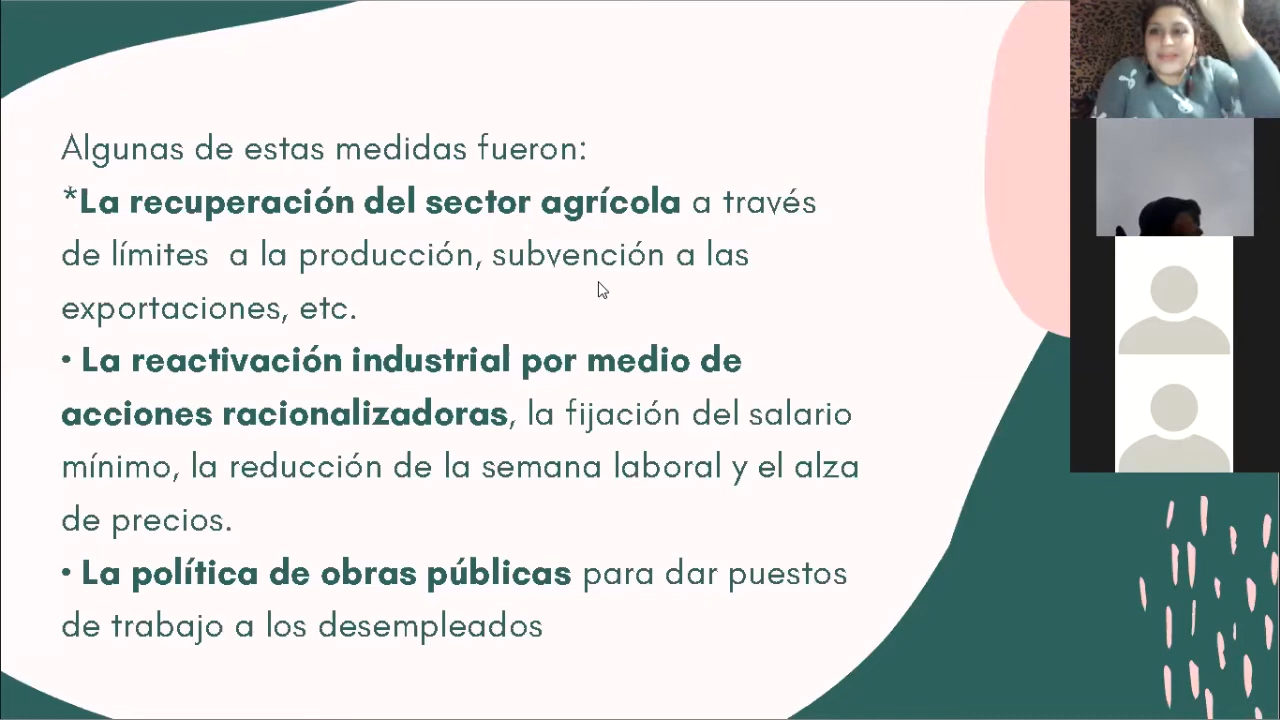 Algunas de estas medidas fueron:
*La recuperación del sector agrícola a través
de límites  a la producción, subvención a las
exportaciones, etc.
• La reactivación industrial por medio de
acciones racionalizadoras, la fijación del salario
mínimo, la reducción de la semana laboral y el alza
de precios.
• La política de obras públicas para dar puestos
de trabajo a los desempleados